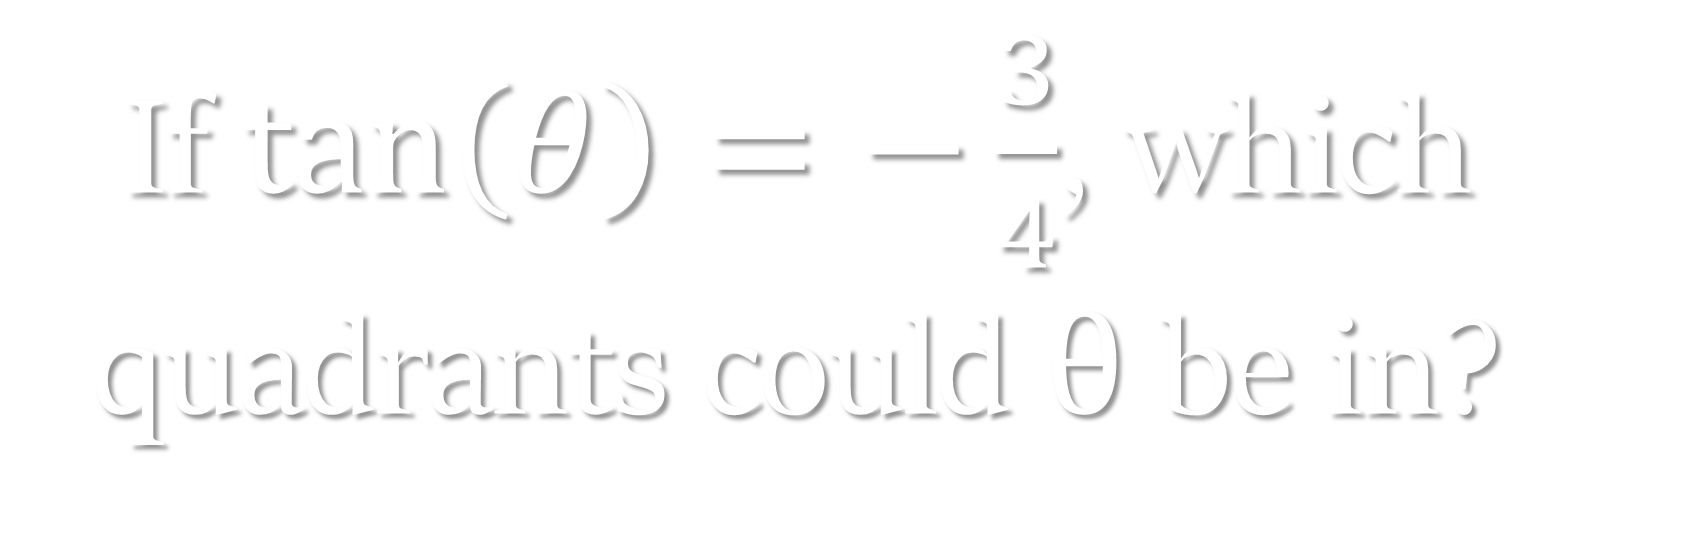 If tan(θ) = −3/4, which
quadrants could θ be in?